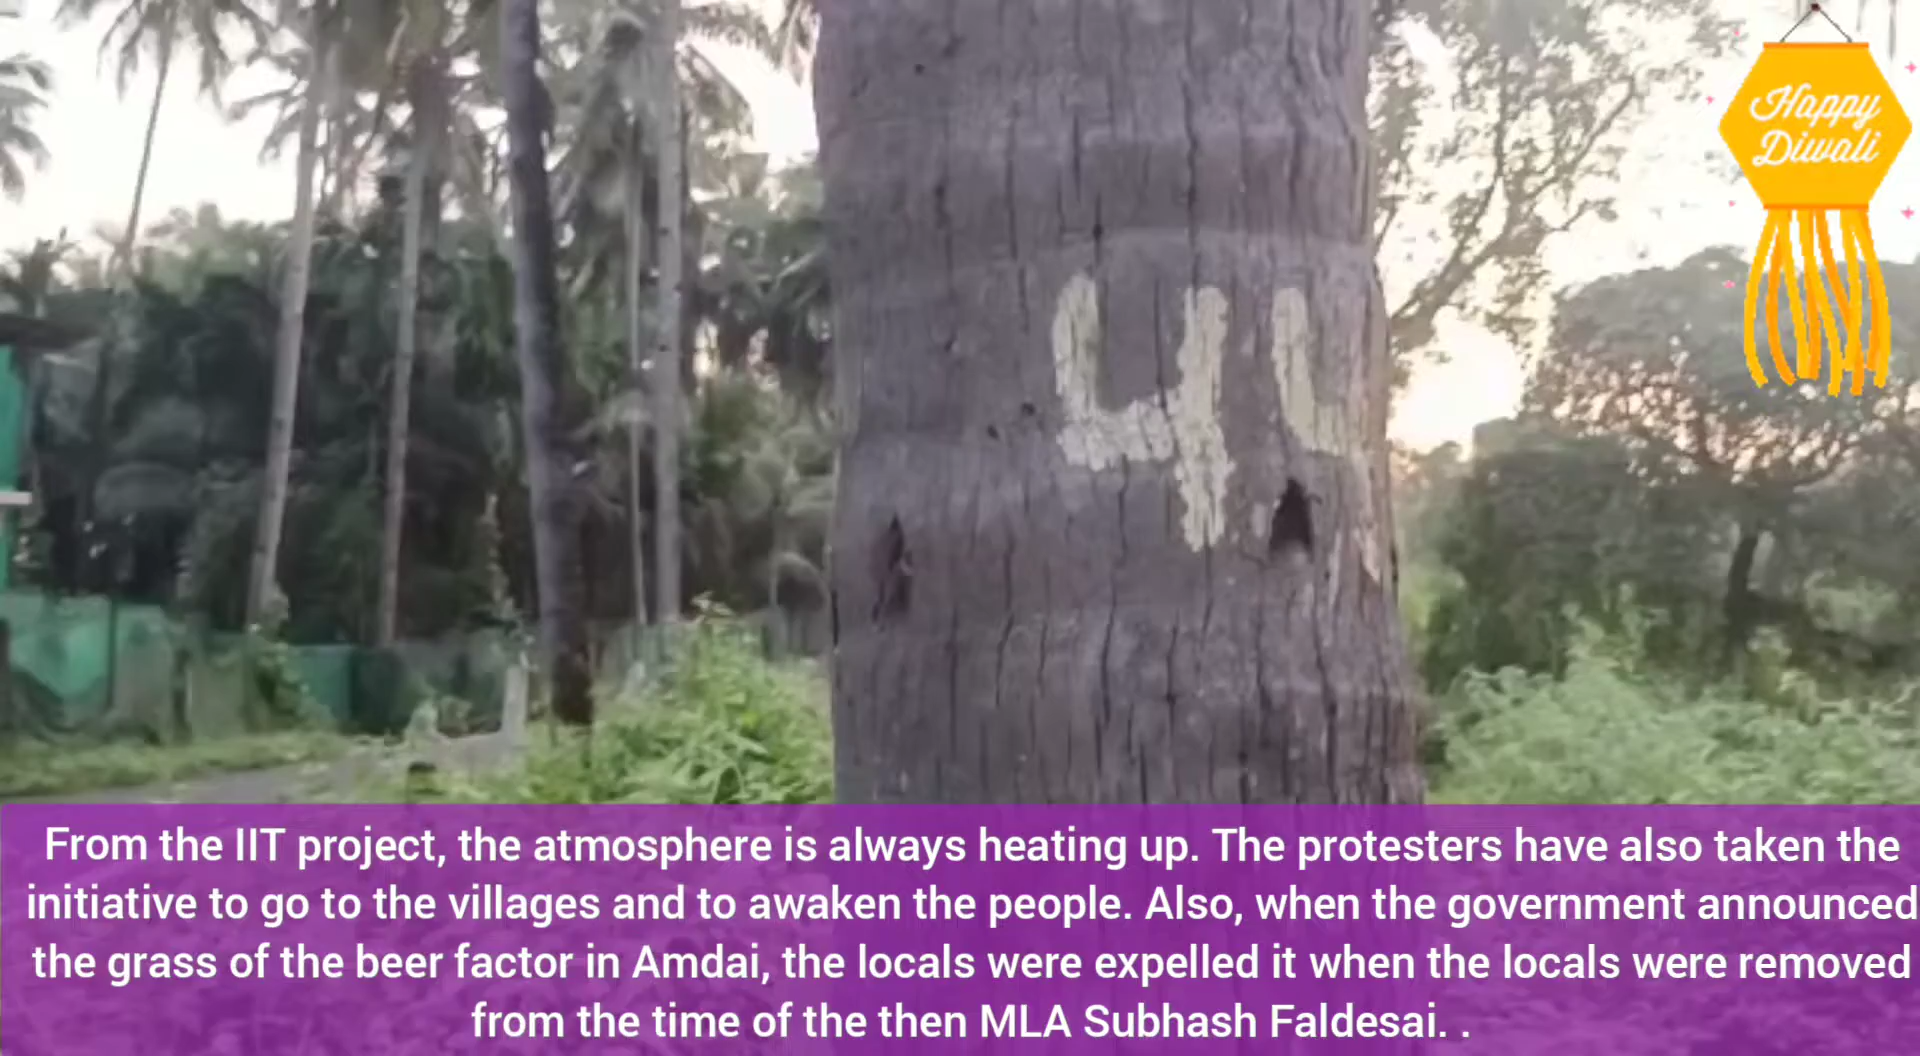 Happy
Diwali
From the IIT project, the atmosphere is always heating up. The protesters have also taken the
initiative to go to the villages and to awaken the people. Also, when the government announced
the grass of the beer factor in Amdai, the locals were expelled it when the locals were removed
from the time of the then MLA Subhash Faldesai. .